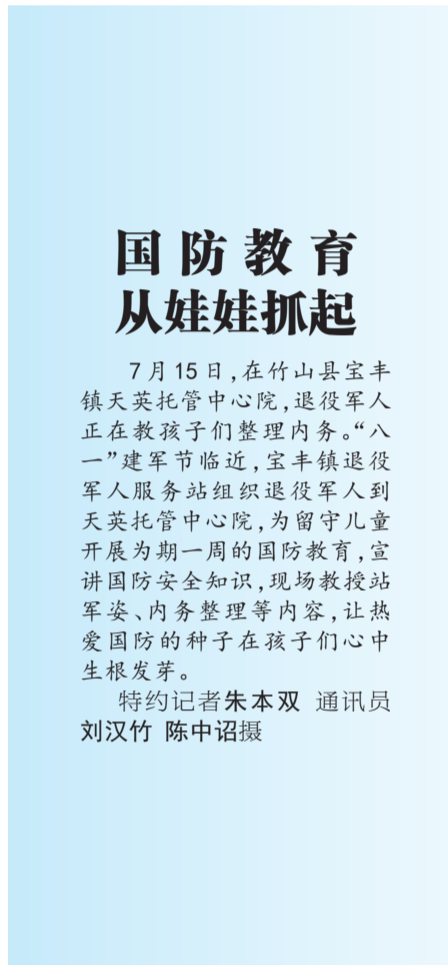 国防教育
从娃娃抓起
7月15日，在竹山县宝丰
镇天英托管中心院，退役军人
正在教孩子们整理内务。“八
一”建军节临近，宝丰镇退役
军人服务站组织退役军人到
天英托管中心院，为留守儿童
开展为期一周的国防教育，宣
讲国防安全知识，现场教授站
军姿、内务整理等内容，让热
爱国防的种子在孩子们心中
生根发芽。
特约记者朱本双 通讯员
刘汉竹 陈中诏摄